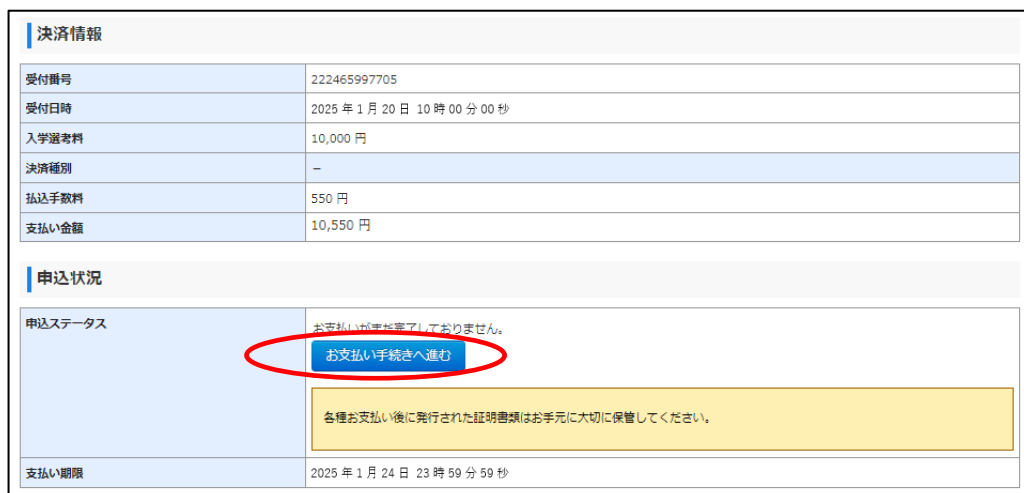 決済情報
受付番号 222465997705
受付日時 2025 年 1 月 20 日 10 時 00 分 00 秒
入学選考料 10,000 円
決済種別 −
払込手数料 550 円
支払い金額 10,550 円
申込状況
申込ステータス お支払いがまだ完了しておりません。
お支払い手続きへ進む
各種お支払い後に発行された証明書類はお手元に大切に保管してください。
支払い期限 2025 年 1 月 24 日 23 時 59 分 59 秒